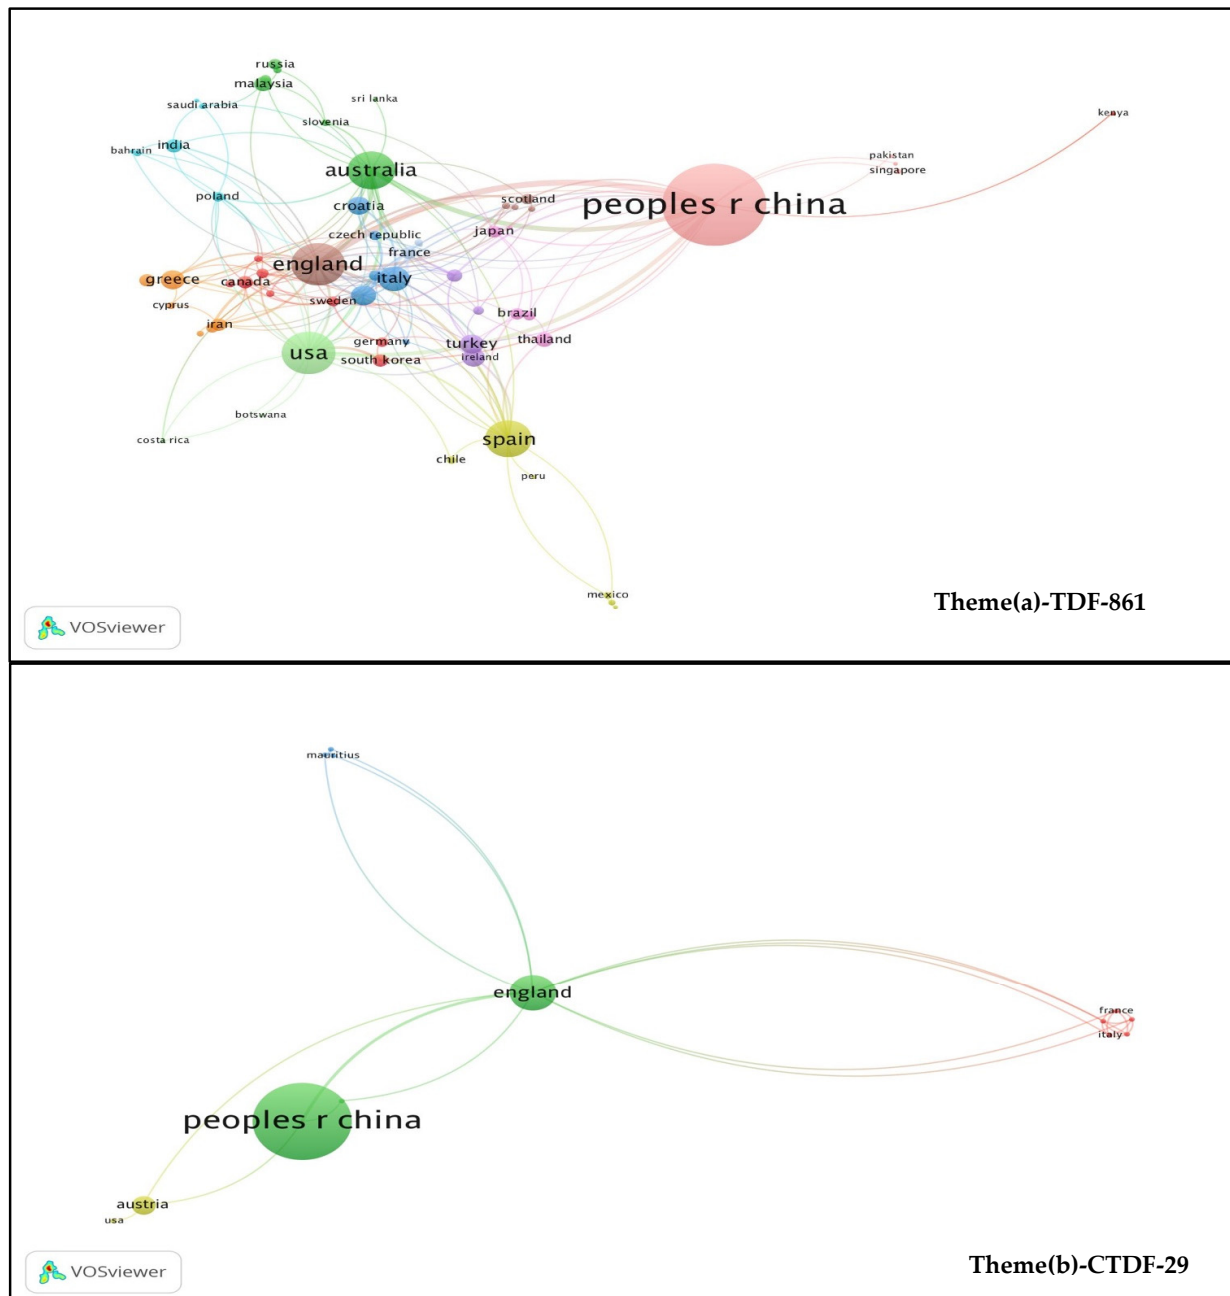 russia
malaysia
sri lanka
saudi arabia
kenya
slovenia
india
bahrain
pakistan
australia
singapore
poland
scotland
peoples r china
croatia
japan
czech republic
france
england
italy
greece
canada
sweden
cyprus
brazil
iran
thailand
germany
turkey
usa
ireland
south korea
botswana
costa rica
spain
chile
peru
mexico
Theme(a)-TDF-861
VOSviewer
mauritius
england
france
italy
peoples r china
austria
usa
Theme(b)-CTDF-29
VOSviewer